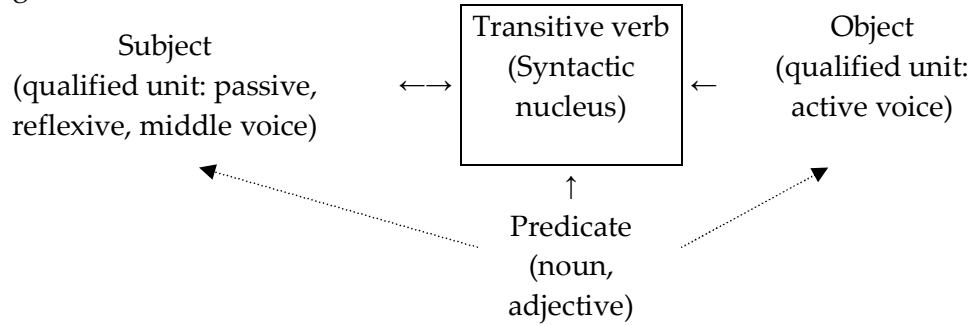 Subject
(qualified unit: passive,
reflexive, middle voice)
←→
Transitive verb
(Syntactic
nucleus)
←
Object
(qualified unit:
active voice)
↑
Predicate
(noun,
adjective)